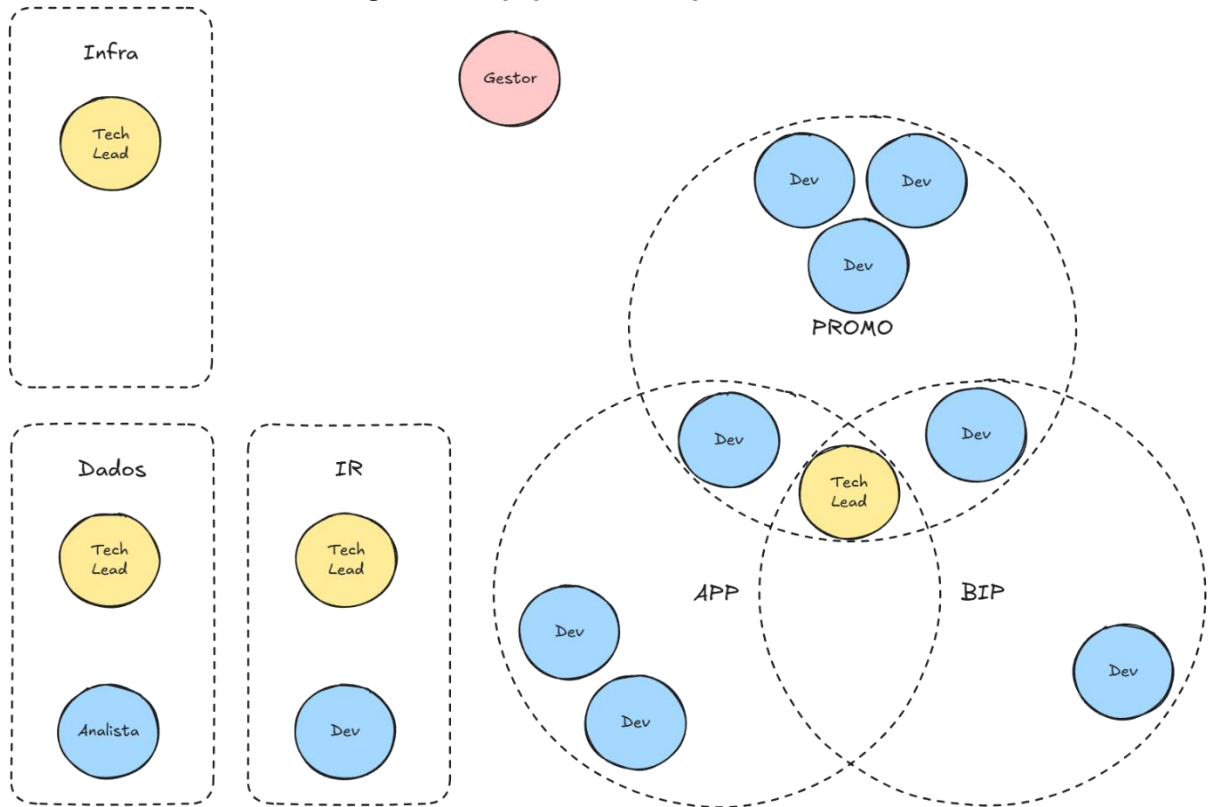 Infra
Tech
Lead
Gestor
Dev
Dev
Dev
PROMO
Dev
Dev
Tech
Lead
Dados
Tech
Lead
Analista
IR
Tech
Lead
Dev
APP
BIP
Dev
Dev
Dev